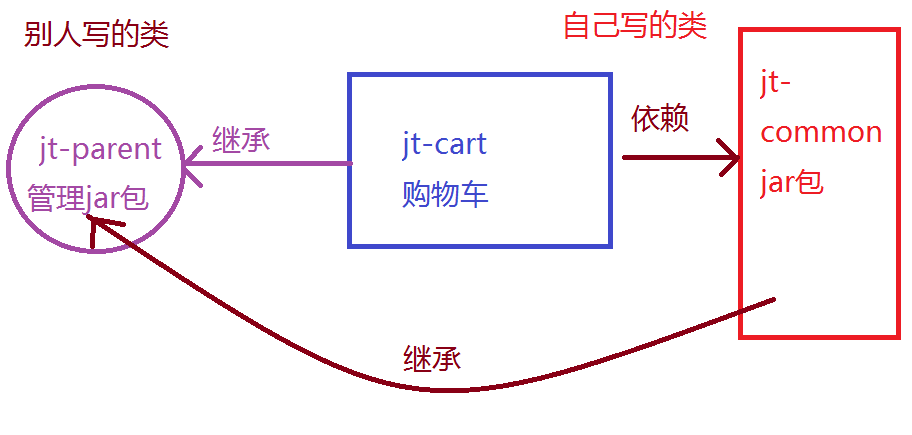 别人写的类
自己写的类
jt-parent
管理jar包
继承
jt-cart
购物车
依赖
jt-
common
jar包
继承